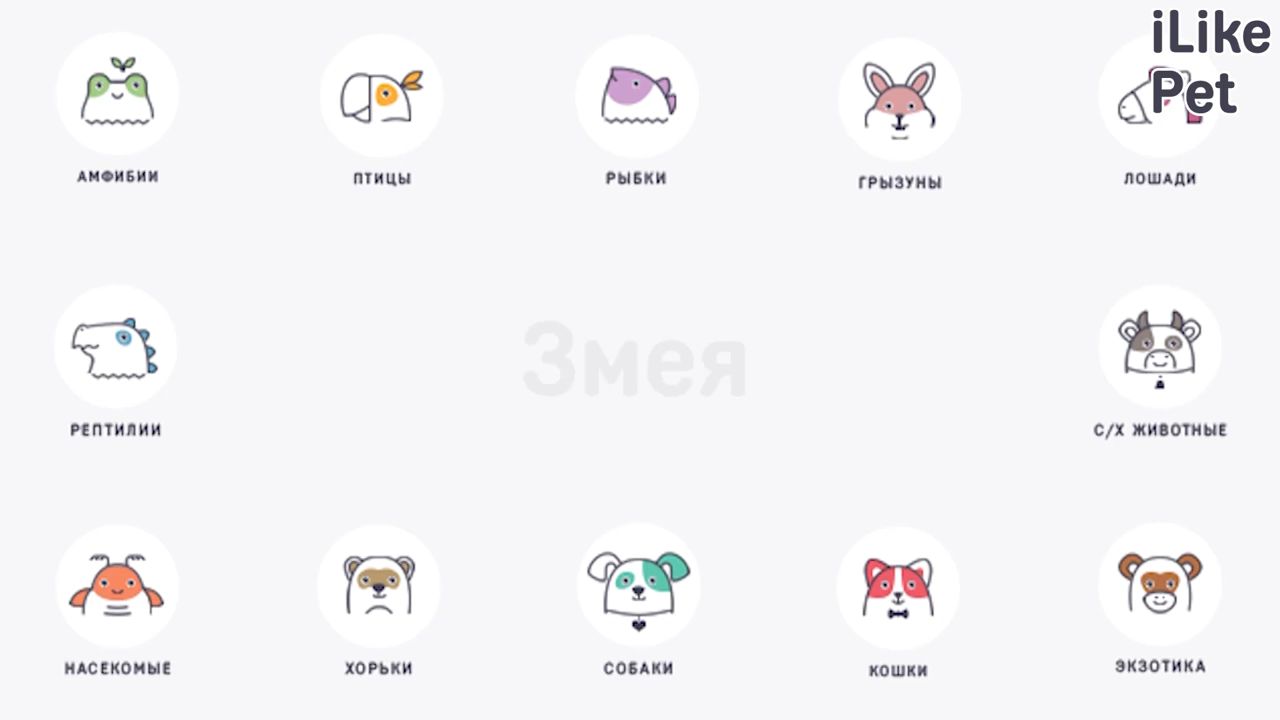 iLike
Pet
АМФИБИИ
ПТИЦЫ
РЫБКИ
ГРЫЗУНЫ
ЛОШАДИ
Змея
РЕПТИЛИИ
С/Х ЖИВОТНЫЕ
НАСЕКОМЫЕ
ХОРЬКИ
СОБАКИ
КОШКИ
ЭКЗОТИКА